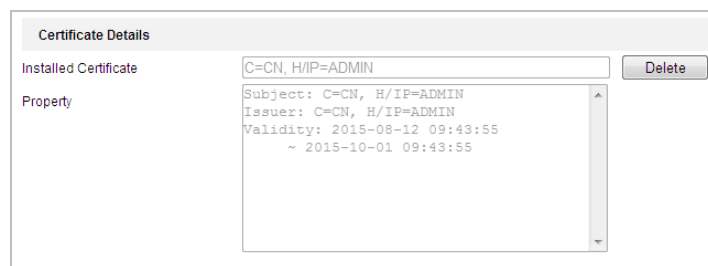 Certificate Details
Installed Certificate C=CN, H/IP=ADMIN Delete
Property Subject: C=CN, H/IP=ADMIN
Issuer: C=CN, H/IP=ADMIN
Validity: 2015-08-12 09:43:55
~ 2015-10-01 09:43:55